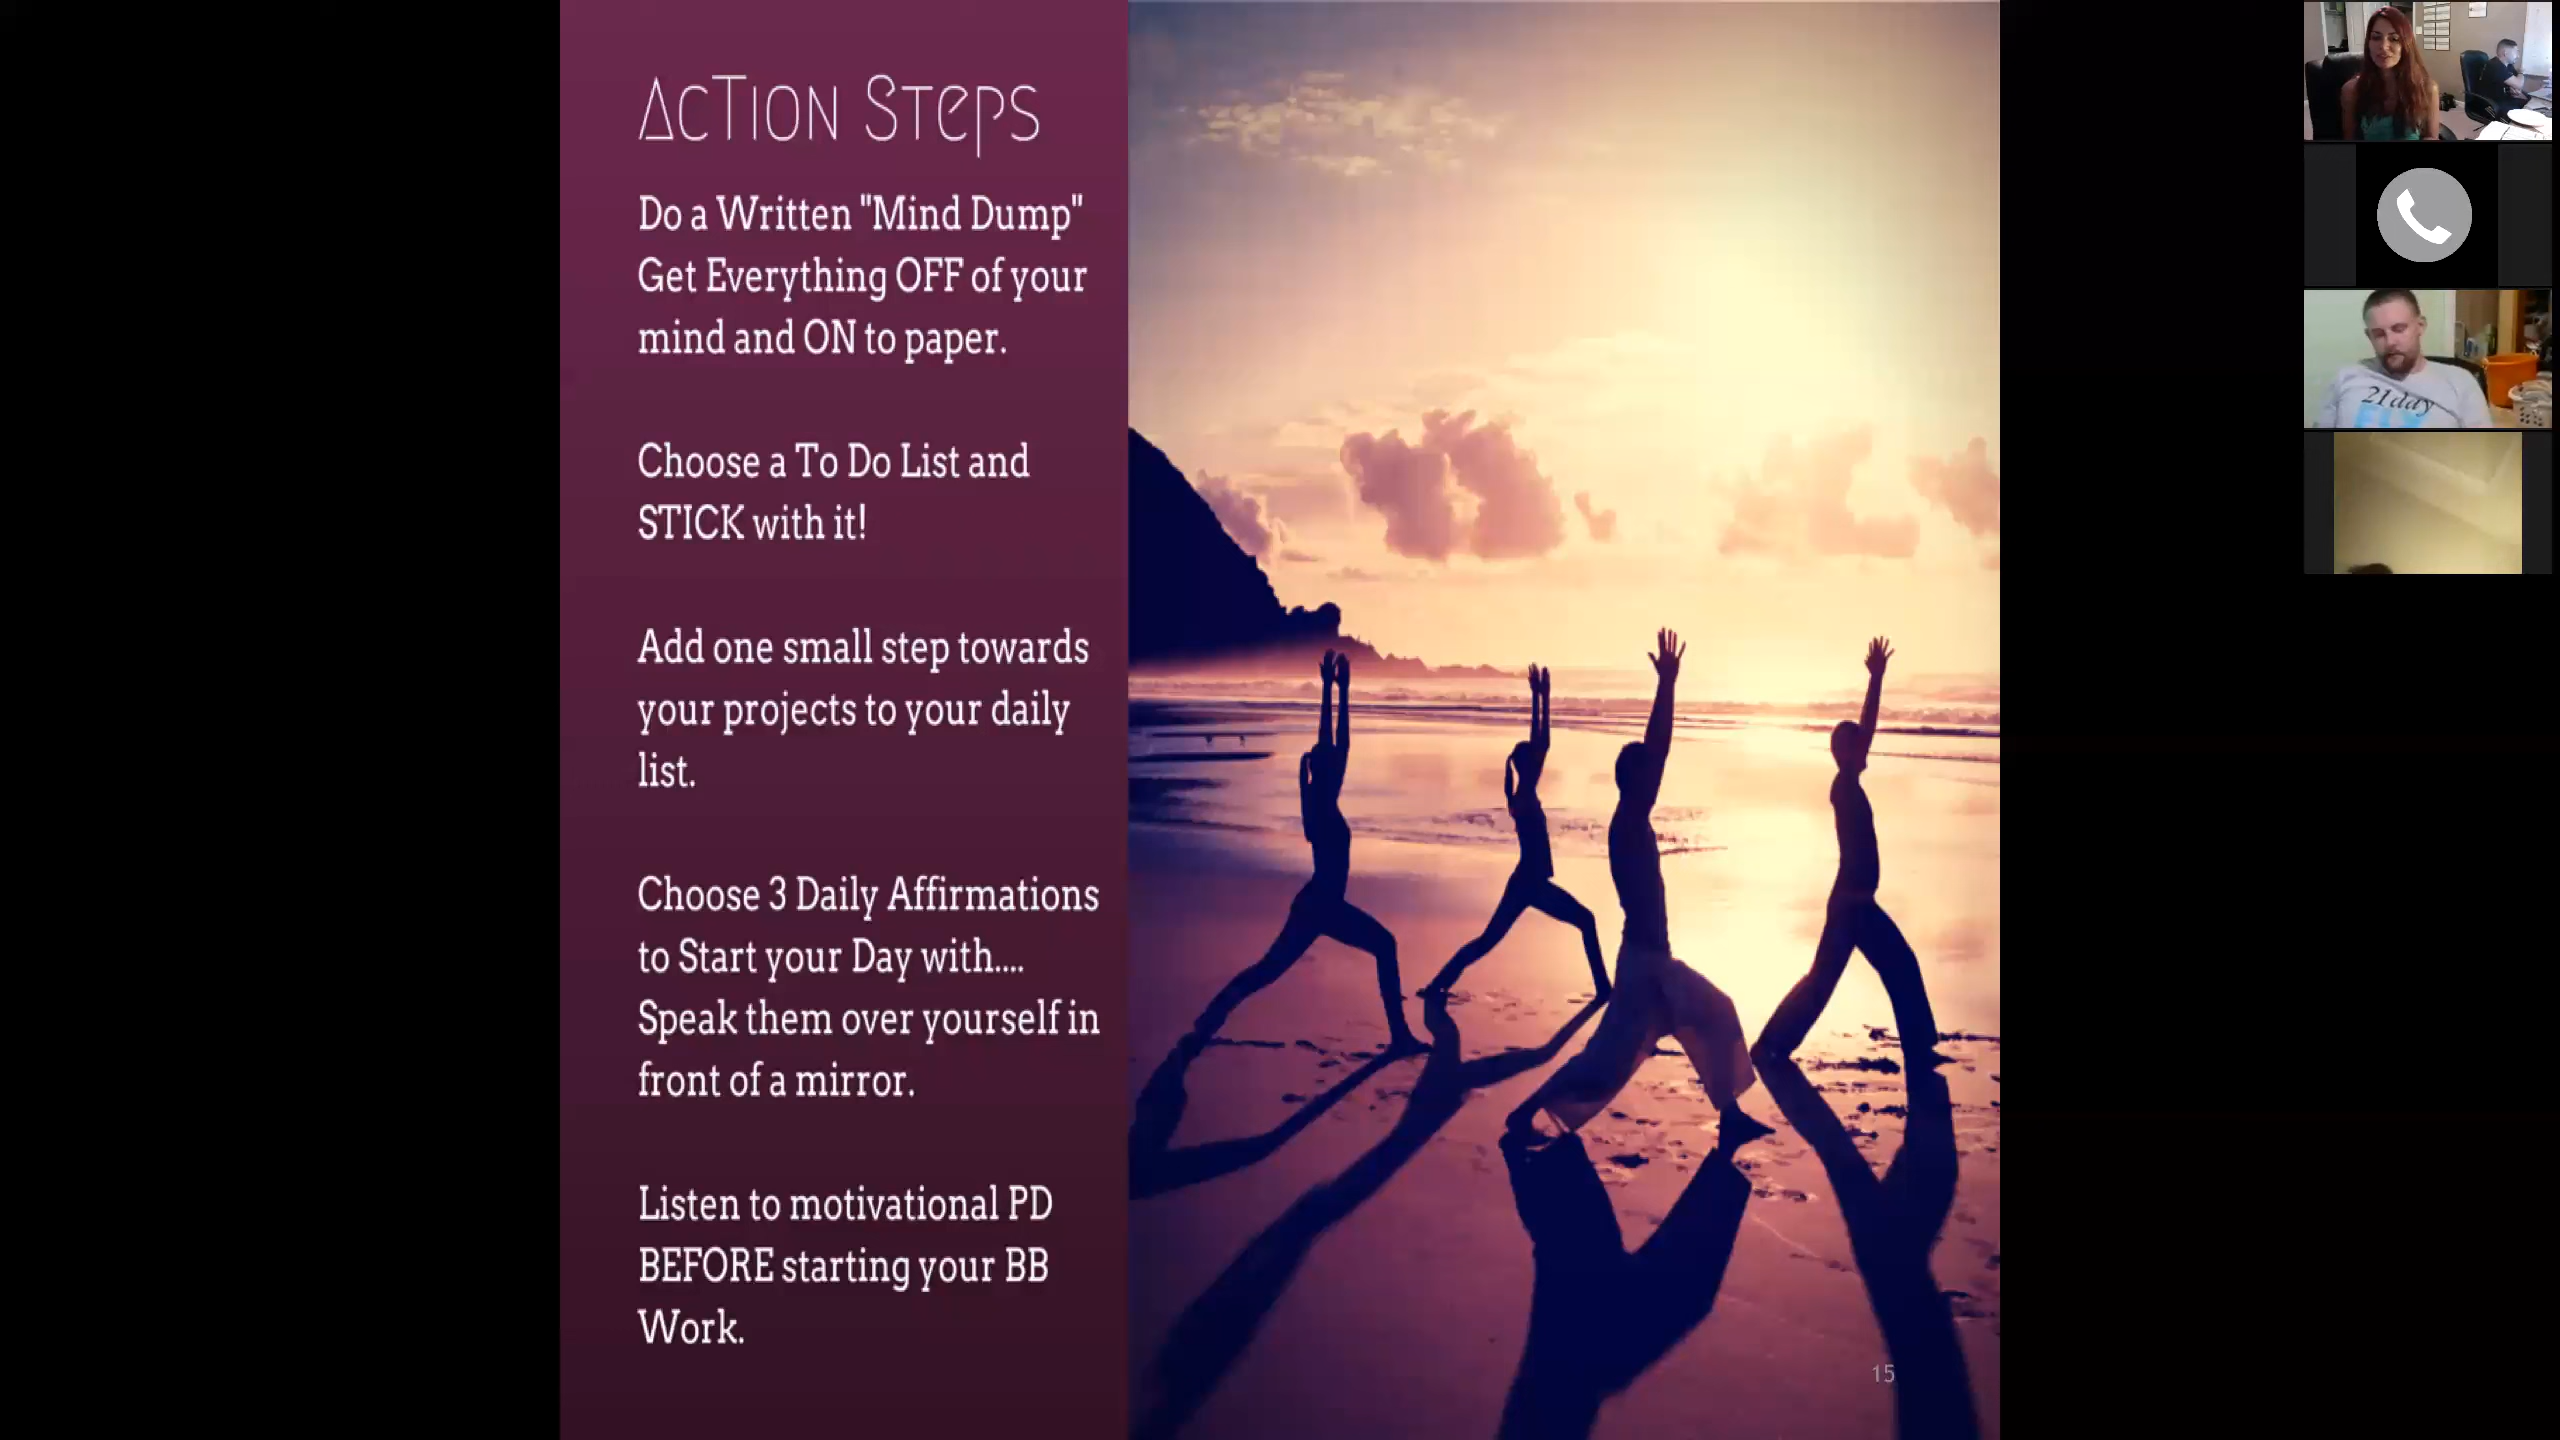 Action Steps
Do a Written "Mind Dump"
Get Everything OFF of your
mind and ON to paper.
Choose a To Do List and
STICK with it!
Add one small step towards
your projects to your daily
list.
Choose 3 Daily Affirmations
to Start your Day with....
Speak them over yourself in
front of a mirror.
Listen to motivational PD
BEFORE starting your BB
Work.
15
21 day